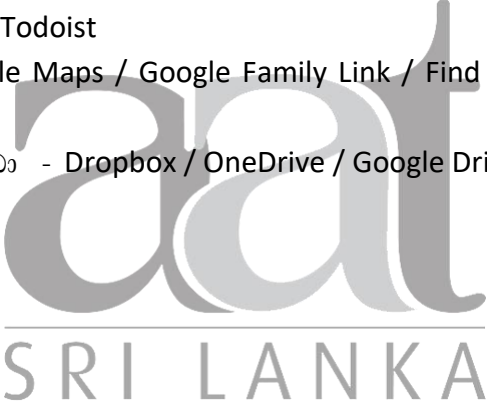 Todoist
le Maps / Google Family Link / Find
- Dropbox / OneDrive / Google Dri
aat
SRI LANKA